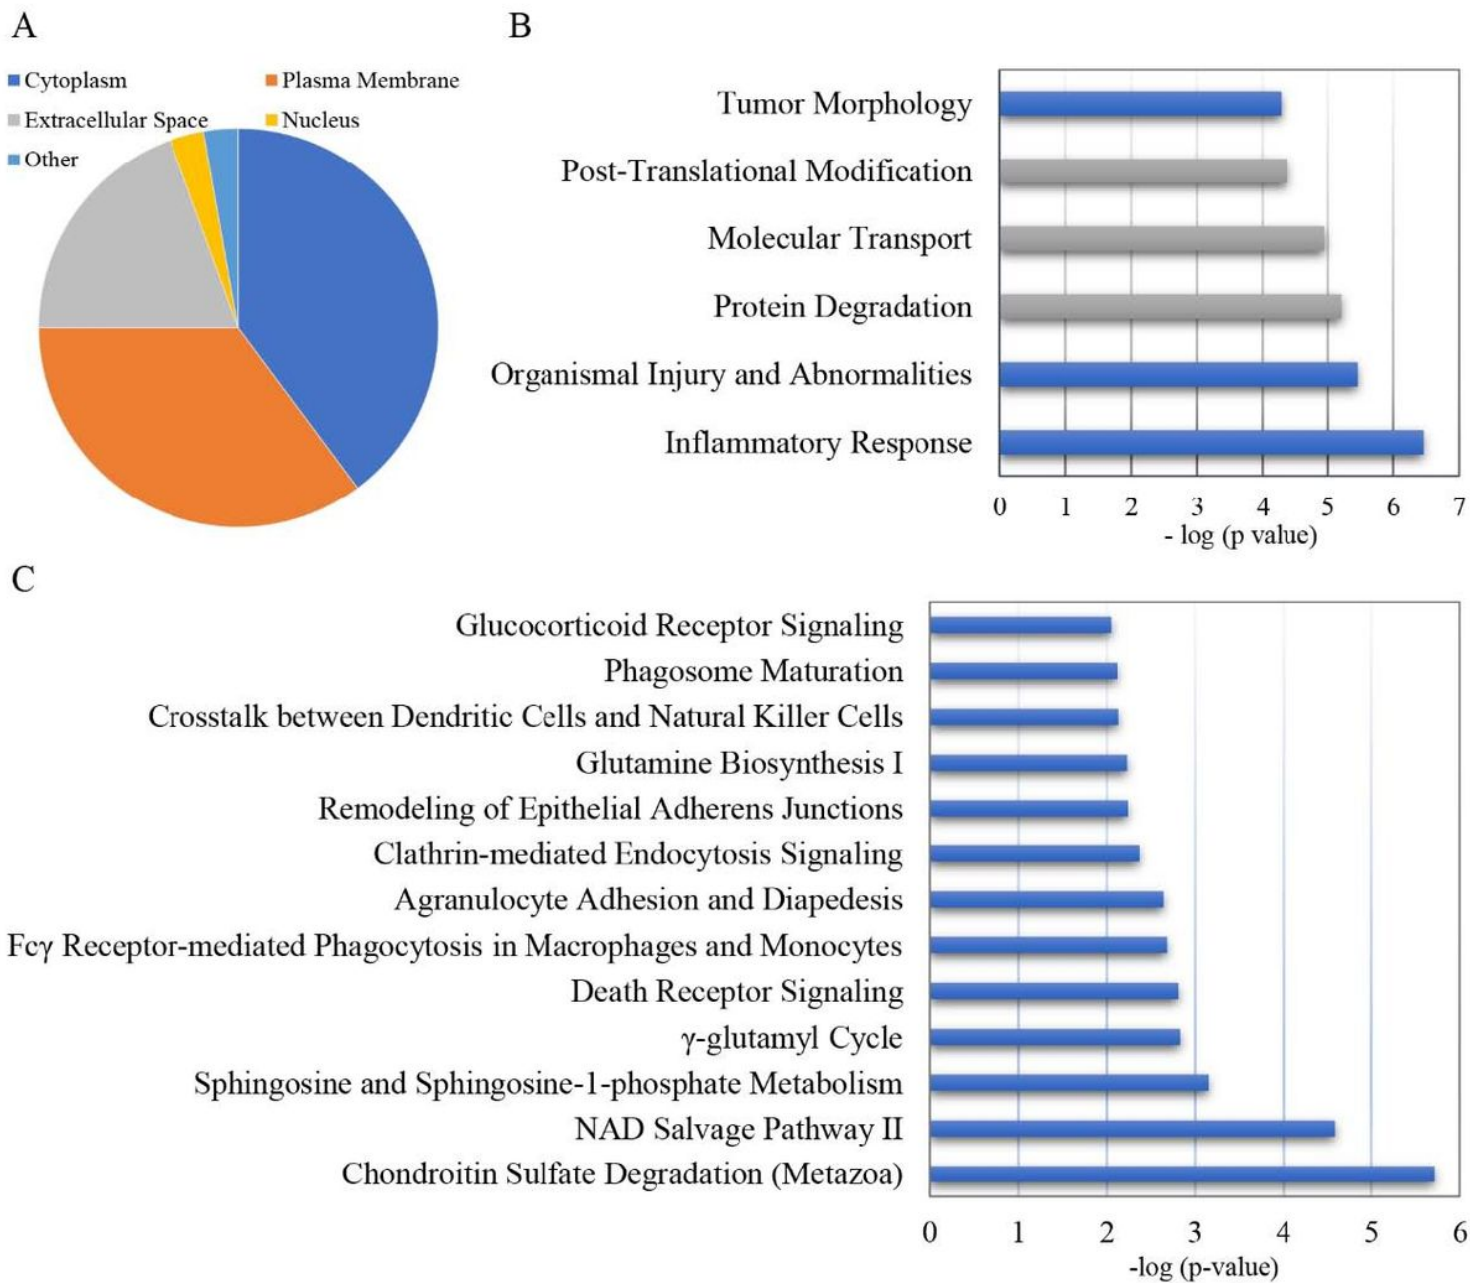 A
Cytoplasm Plasma Membrane
Extracellular Space Nucleus
Other
B
Tumor Morphology
Post-Translational Modification
Molecular Transport
Protein Degradation
Organismal Injury and Abnormalities
Inflammatory Response
0 1 2 3 4 5 6 7
- log (p value)
C
Glucocorticoid Receptor Signaling
Phagosome Maturation
Crosstalk between Dendritic Cells and Natural Killer Cells
Glutamine Biosynthesis I
Remodeling of Epithelial Adherens Junctions
Clathrin-mediated Endocytosis Signaling
Agranulocyte Adhesion and Diapedesis
Fcγ Receptor-mediated Phagocytosis in Macrophages and Monocytes
Death Receptor Signaling
γ-glutamyl Cycle
Sphingosine and Sphingosine-1-phosphate Metabolism
NAD Salvage Pathway II
Chondroitin Sulfate Degradation (Metazoa)
0 1 2 3 4 5 6
-log (p-value)